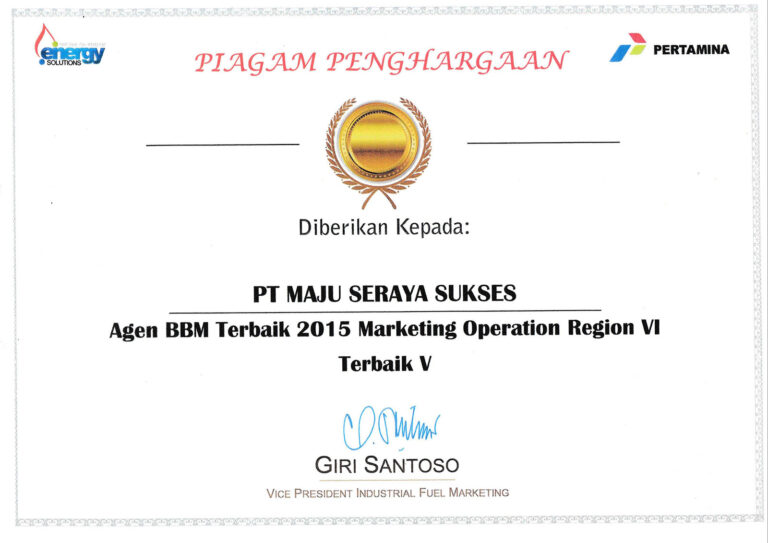 energy
SOLUTIONS
PIAGAM PENGHARGAAN
PERTAMINA
Diberikan Kepada:
PT MAJU SERAYA SUKSES
Agen BBM Terbaik 2015 Marketing Operation Region VI
Terbaik V
GIRI SANTOSO
VICE PRESIDENT INDUSTRIAL FUEL MARKETING